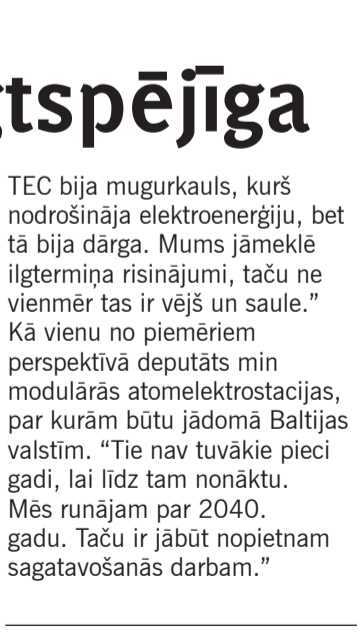 gtspējīga
TEC bija mugurkauls, kurš
nodrošināja elektroenerģiju, bet
tā bija dārga. Mums jāmeklē
ilgtermiņa risinājumi, taču ne
vienmēr tas ir vējš un saule.”
Kā vienu no piemēriem
perspektīvā deputāts min
modulārās atomelektrostacijas,
par kurām būtu jādomā Baltijas
valstīm. “Tie nav tuvākie pieci
gadi, lai līdz tam nonāktu.
Mēs runājam par 2040.
gadu. Taču ir jābūt nopietnam
sagatavošanās darbam.”